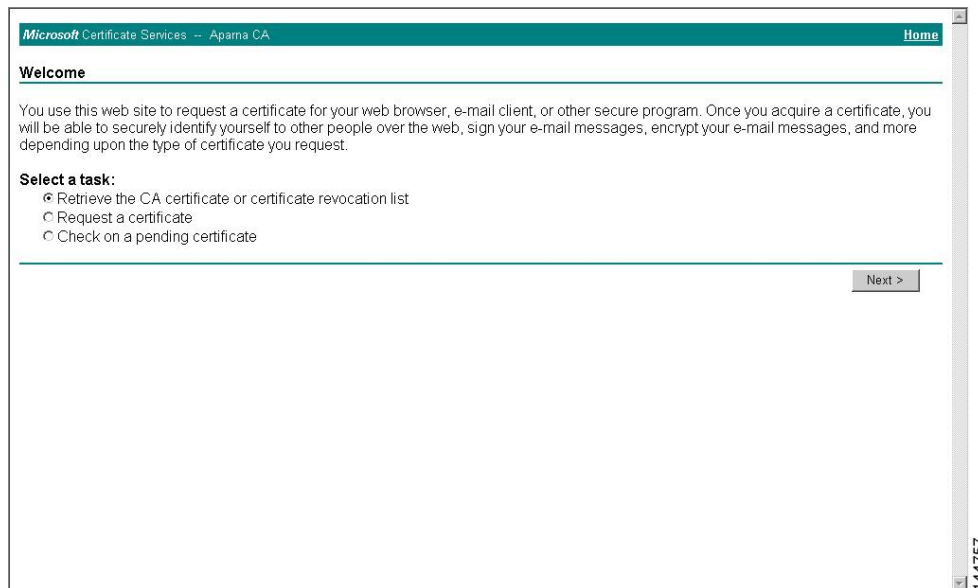 Microsoft Certificate Services -- Aparna CA Home
Welcome
You use this web site to request a certificate for your web browser, e-mail client, or other secure program. Once you acquire a certificate, you
will be able to securely identify yourself to other people over the web, sign your e-mail messages, encrypt your e-mail messages, and more
depending upon the type of certificate you request.
Select a task:
Retrieve the CA certificate or certificate revocation list
Request a certificate
Check on a pending certificate
Next >